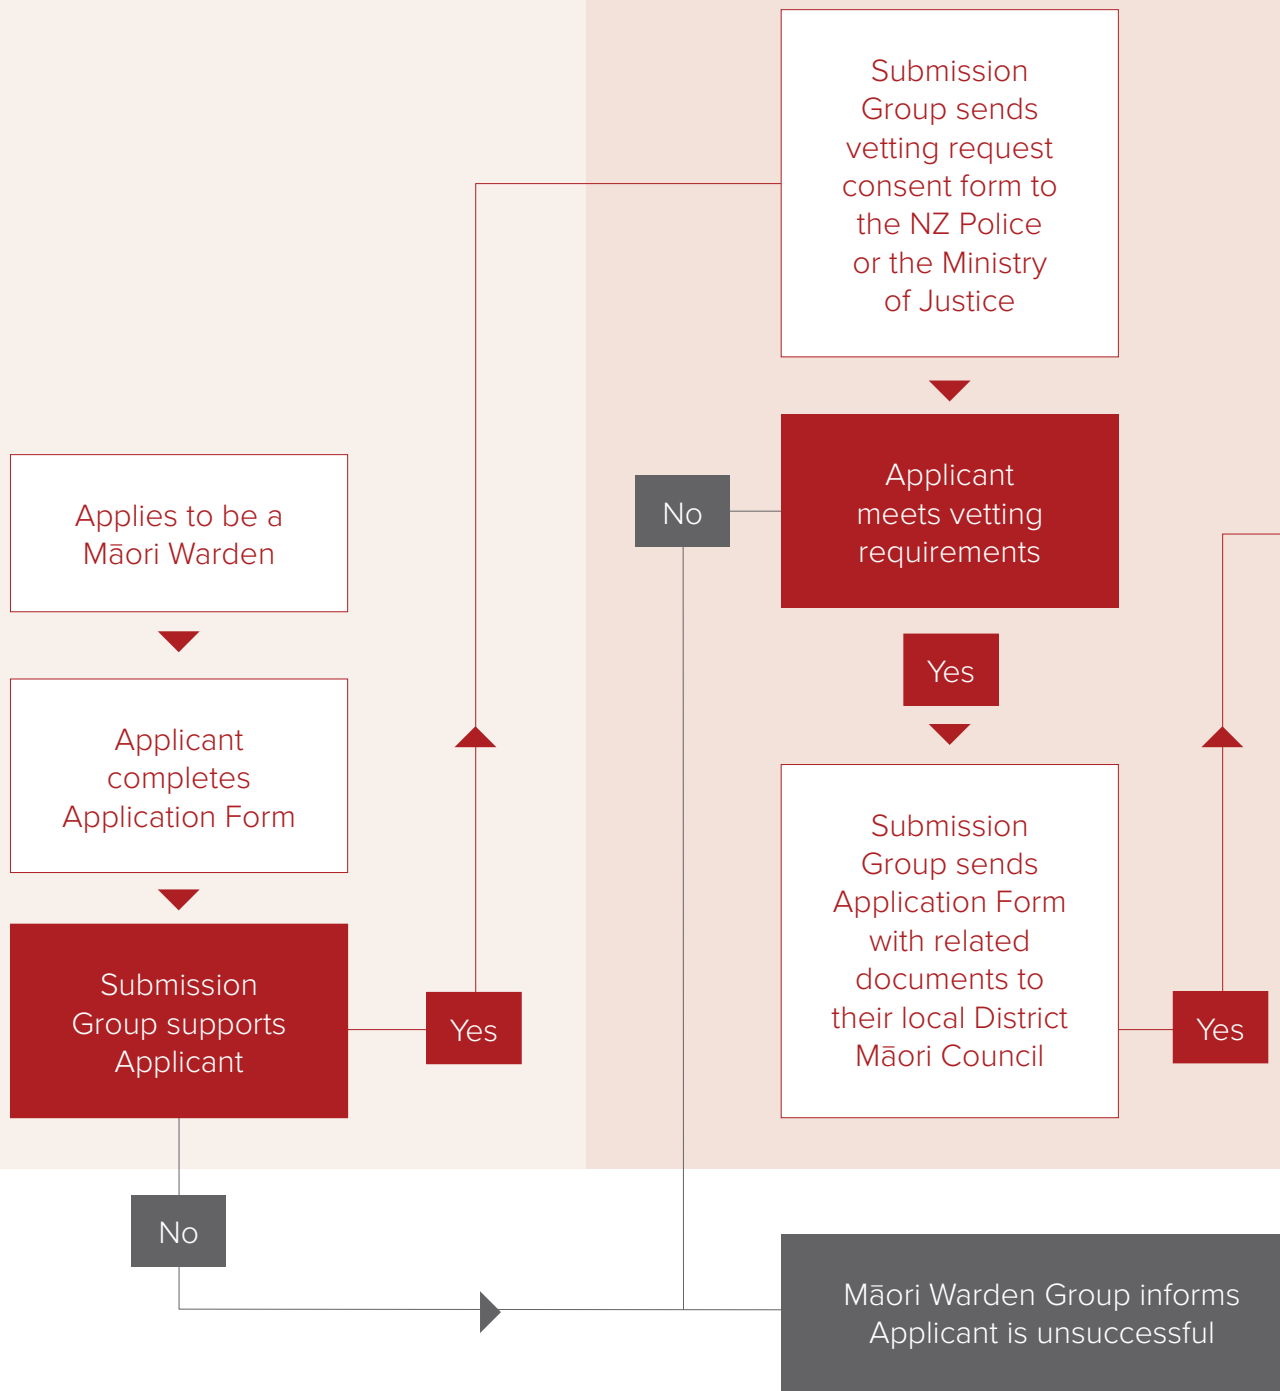 Applies to be a
Māori Warden
Applicant
completes
Application Form
Submission
Group supports
Applicant
Yes
No
Submission
Group sends
vetting request
consent form to
the NZ Police
or the Ministry
of Justice
Applicant
meets vetting
requirements
No
Yes
Submission
Group sends
Application Form
with related
documents to
their local District
Māori Council
Yes
Māori Warden Group informs
Applicant is unsuccessful